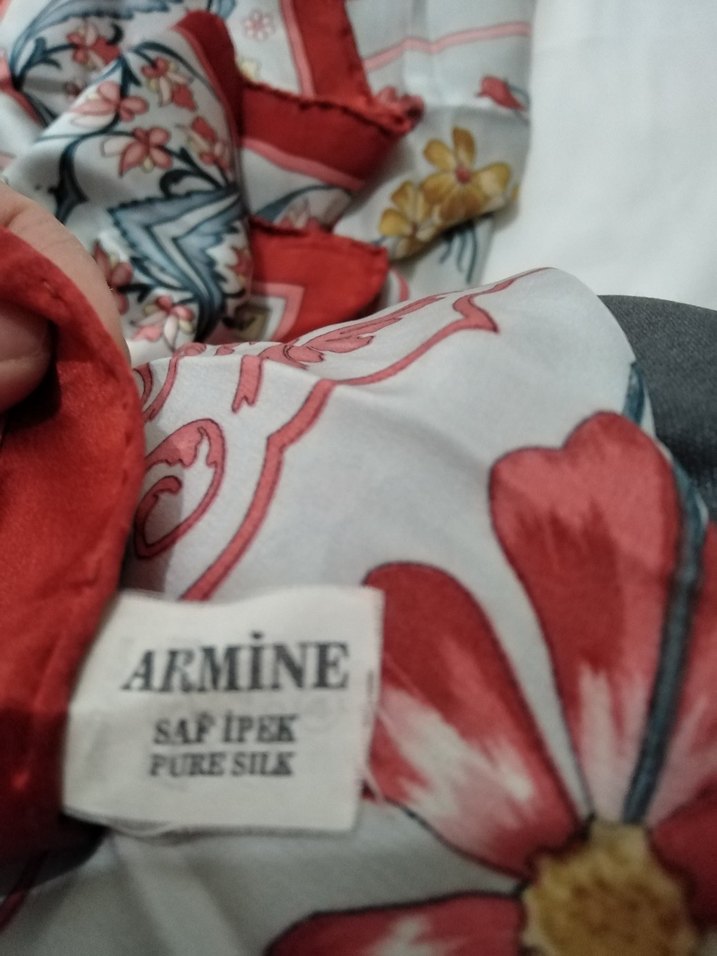 ARMİNE
SAF İPEK
PURE SILK